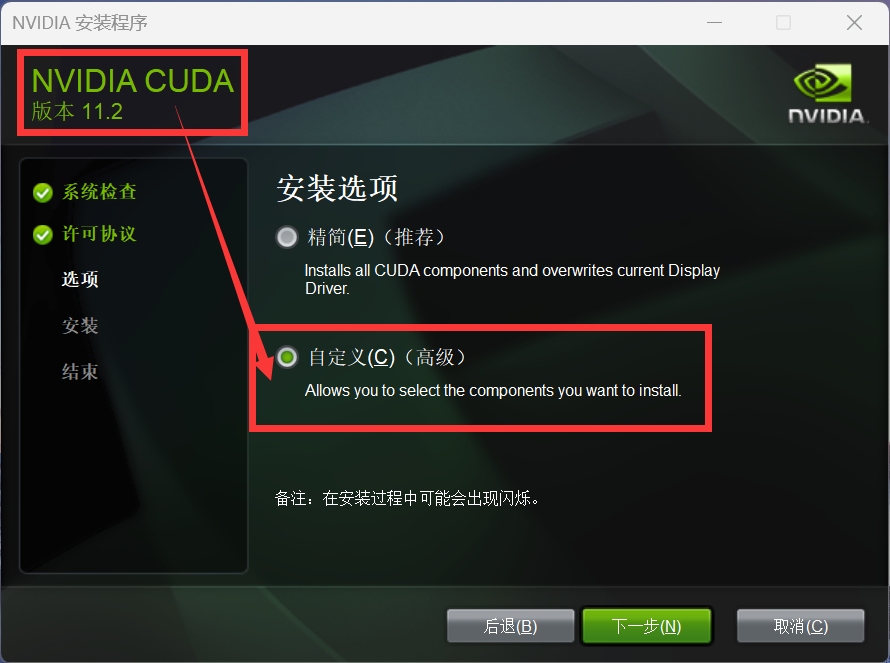 NVIDIA 安装程序
NVIDIA CUDA
版本 11.2
NVIDIA.
系统检查
许可协议
选项
安装
结束
安装选项
精简(E)（推荐）
Installs all CUDA components and overwrites current Display
Driver.
自定义(C)（高级）
Allows you to select the components you want to install.
备注：在安装过程中可能会出现闪烁。
后退(B)
下一步(N)
取消(C)